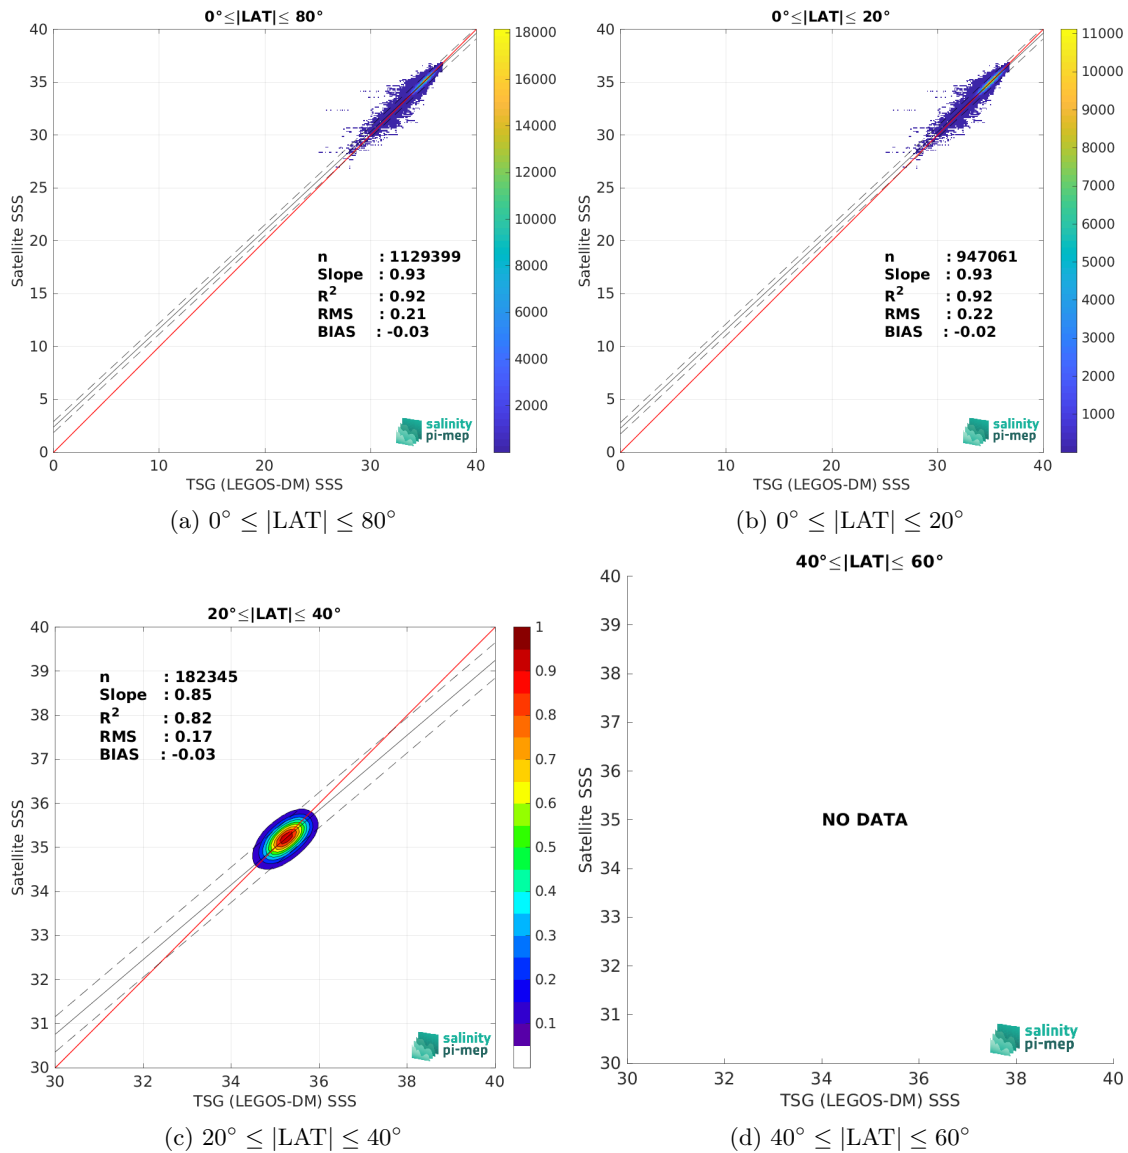 0°≤|LAT|≤ 80°
40
35
30
25
20
15
10
5
0
0
10
20
30
40
Satellite SSS
TSG (LEGOS-DM) SSS
n : 1129399
Slope : 0.93
R² : 0.92
RMS : 0.21
BIAS : -0.03
salinity
pi-mep
18000
16000
14000
12000
10000
8000
6000
4000
2000
(a) 0° ≤ |LAT| ≤ 80°
0°≤|LAT|≤ 20°
40
35
30
25
20
15
10
5
0
0
10
20
30
40
Satellite SSS
TSG (LEGOS-DM) SSS
n : 947061
Slope : 0.93
R² : 0.92
RMS : 0.22
BIAS : -0.02
salinity
pi-mep
11000
10000
9000
8000
7000
6000
5000
4000
3000
2000
1000
(b) 0° ≤ |LAT| ≤ 20°
20°≤|LAT|≤ 40°
40
39
38
37
36
35
34
33
32
31
30
30
32
34
36
38
40
Satellite SSS
TSG (LEGOS-DM) SSS
n : 182345
Slope : 0.85
R² : 0.82
RMS : 0.17
BIAS : -0.03
salinity
pi-mep
1
0.9
0.8
0.7
0.6
0.5
0.4
0.3
0.2
0.1
(c) 20° ≤ |LAT| ≤ 40°
40°≤|LAT|≤ 60°
40
39
38
37
36
35
34
33
32
31
30
30
32
34
36
38
40
Satellite SSS
TSG (LEGOS-DM) SSS
NO DATA
salinity
pi-mep
(d) 40° ≤ |LAT| ≤ 60°